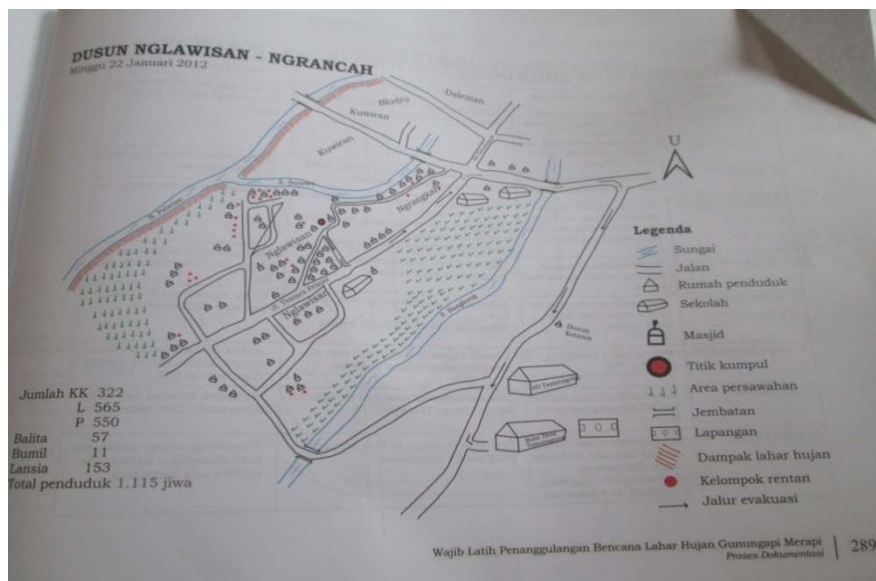 DUSUN NGLAWISAN - NGRANCAH
Minggu 22 Januari 2012
Daleman
Bludru
Kuwiran
Kuwiran
U
Ngrangkah
Nglawisan
Nglawisan
Dusun
Legenda
Sungai
Jalan
Rumah penduduk
Sekolah
Masjid
Titik kumpul
Area persawahan
Jembatan
Lapangan
Dampak lahar hujan
Kelompok rentan
Jalur evakuasi
Jumlah KK 322
L 565
P 550
Balita 57
Bumil 11
Lansia 153
Total penduduk 1.115 jiwa
Wajib Latih Penanggulangan Bencana Lahar Hujan Gunungapi Merapi
Proses Dokumentasi
289